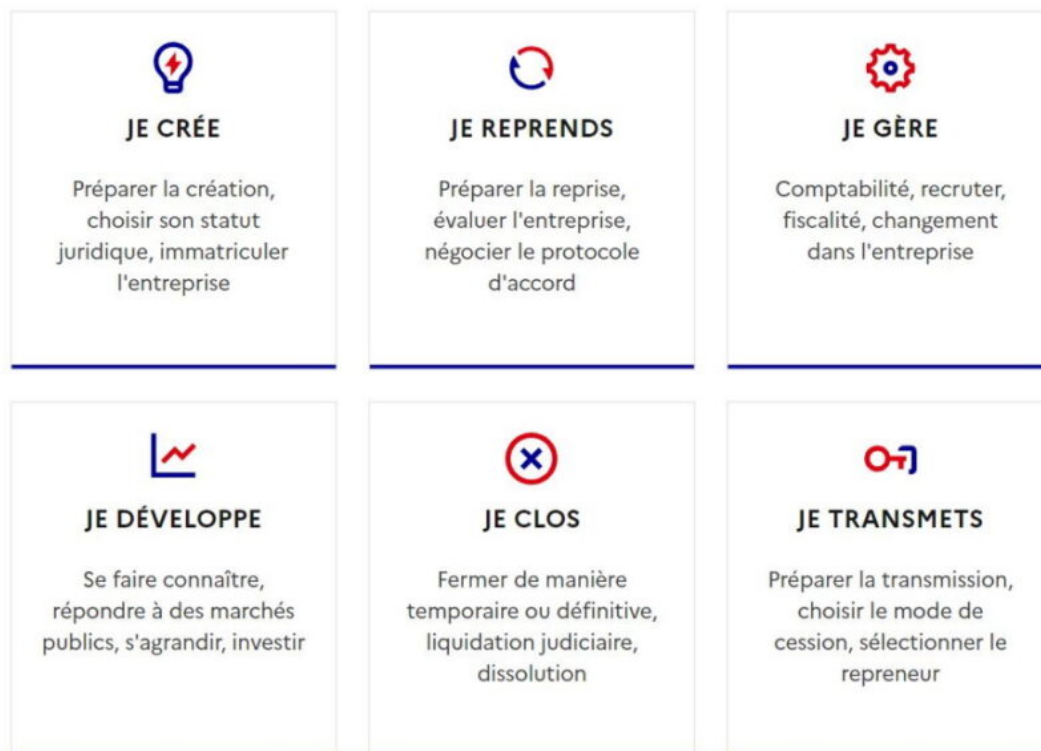 JE CRÉE
Préparer la création,
choisir son statut
juridique, immatriculer
l'entreprise
JE REPRENDS
Préparer la reprise,
évaluer l'entreprise,
négocier le protocole
d'accord
JE GÈRE
Comptabilité, recruter,
fiscalité, changement
dans l'entreprise
JE DÉVELOPPE
Se faire connaître,
répondre à des marchés
publics, s'agrandir, investir
JE CLOS
Fermer de manière
temporaire ou définitive,
liquidation judiciaire,
dissolution
JE TRANSMETS
Préparer la transmission,
choisir le mode de
cession, sélectionner le
repreneur